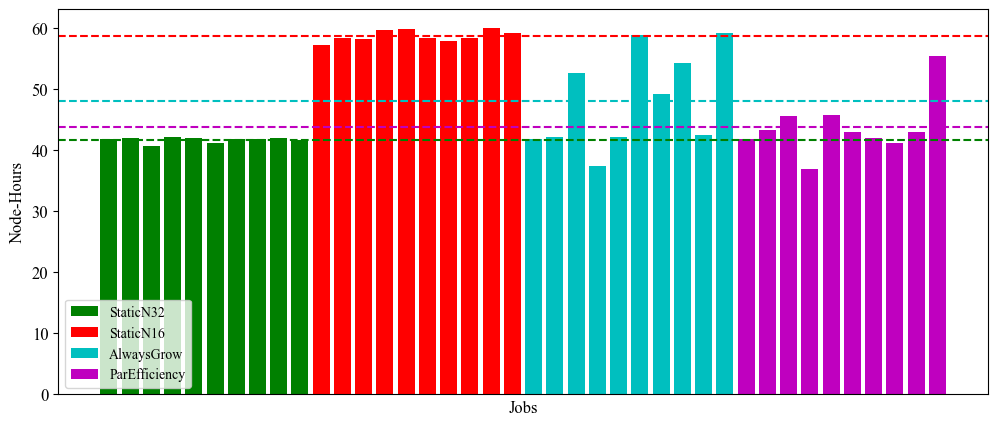 60
50
40
30
20
10
0
Node-Hours
StaticN32
StaticN16
AlwaysGrow
ParEfficiency
Jobs